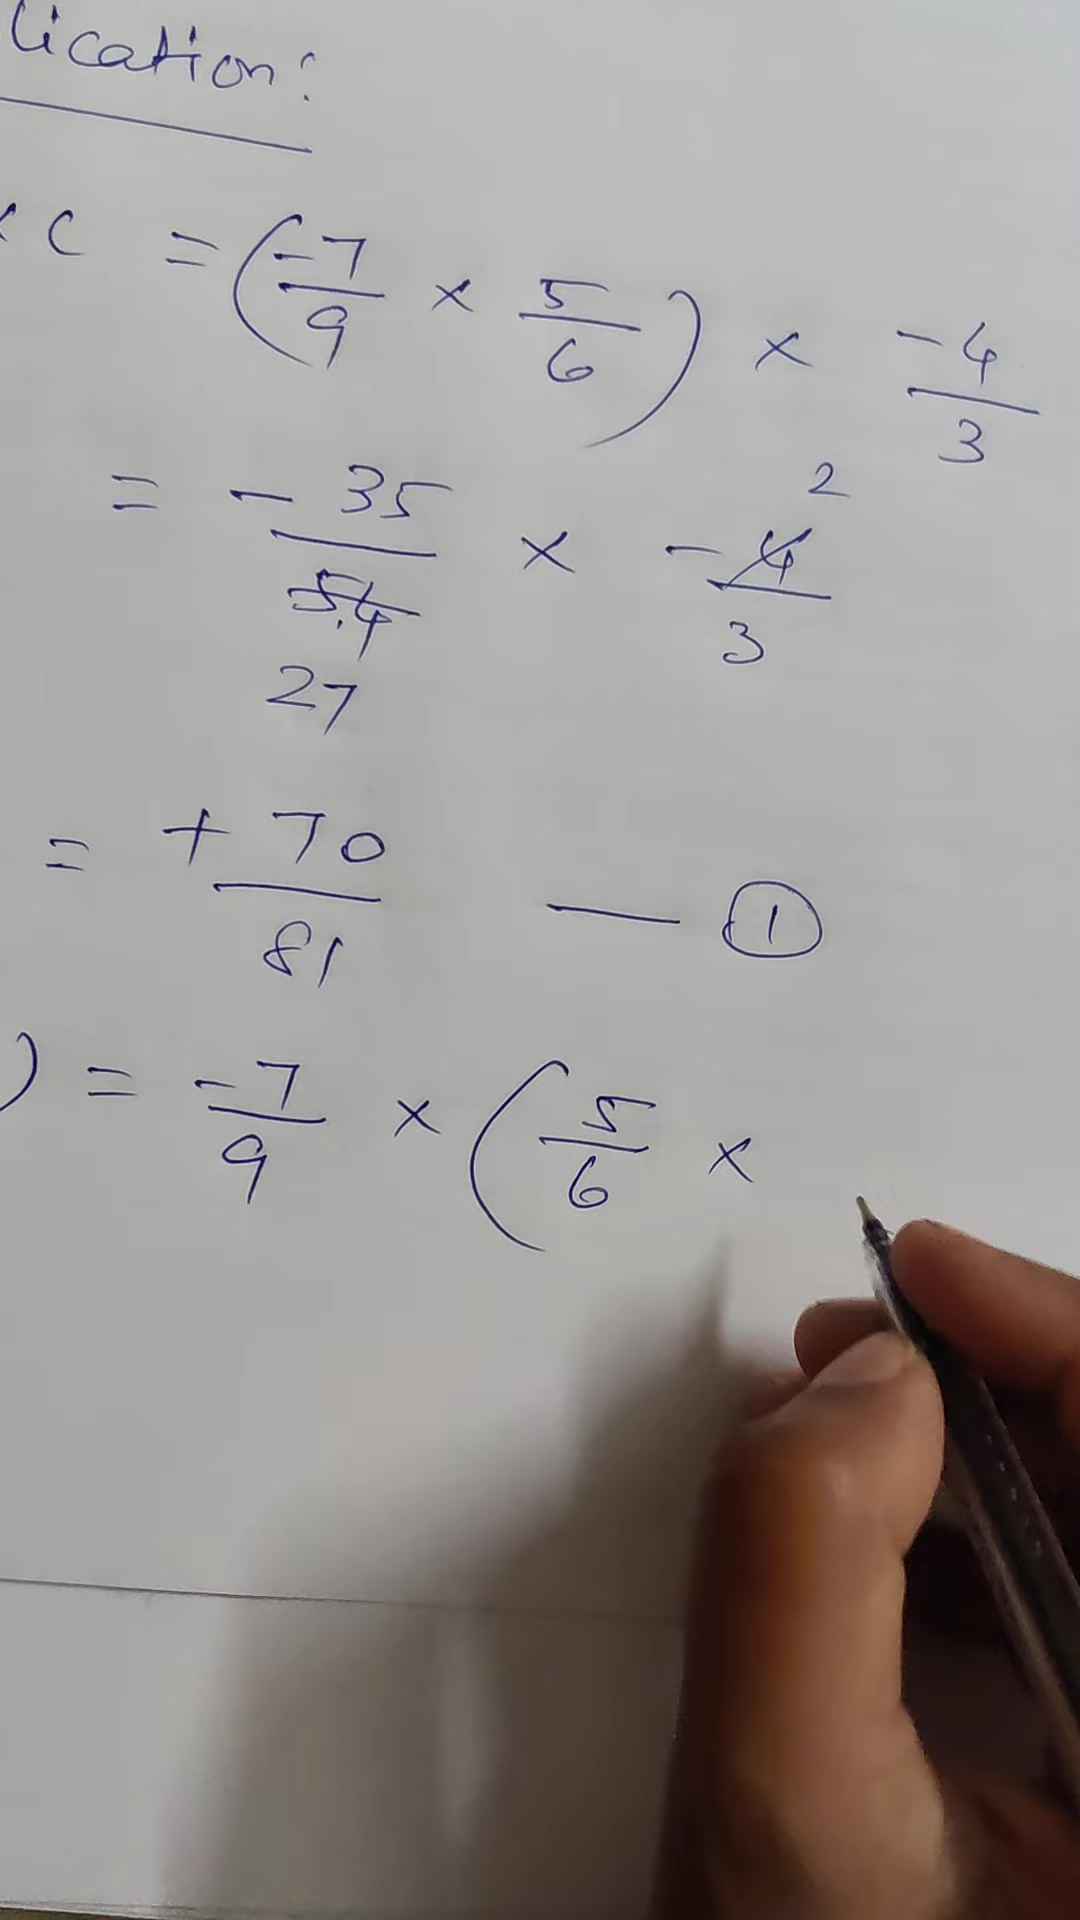 lication:
× C = (-7/9 × 5/6) × -4/3
= -35/54 × -4/3
2
27
= +70/81 — ①
) = -7/9 × (5/6 ×